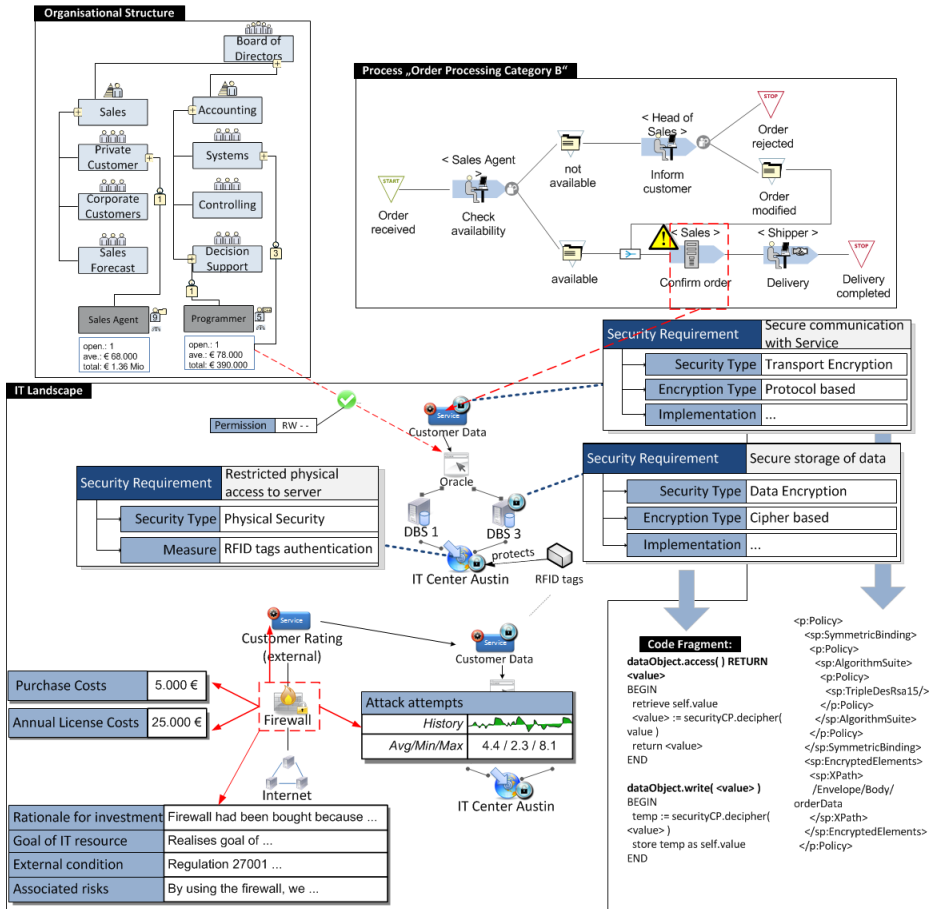 Organisational Structure
Board of
Directors
Sales
Accounting
Private
Customer
Systems
Corporate
Customers
Controlling
Sales
Forecast
Decision
Support
1
3
1
Sales Agent
9
Programmer
5
open.: 1
ave.: € 68.000
total: € 1.36 Mio
open.: 1
ave.: € 78.000
total: € 390.000
Process „Order Processing Category B“
START
Order
received
< Sales Agent
>
Check
availability
not
available
available
< Head of
Sales >
Inform
customer
STOP
Order
rejected
Order
modified
< Sales >
Confirm order
< Shipper >
Delivery
STOP
Delivery
completed
IT Landscape
Permission RW - -
Service
Customer Data
Oracle
DBS 1
DBS 3
IT Center Austin
protects
RFID tags
Security Requirement Secure communication
with Service
Security Type Transport Encryption
Encryption Type Protocol based
Implementation ...
Security Requirement Secure storage of data
Security Type Data Encryption
Encryption Type Cipher based
Implementation ...
Security Requirement Restricted physical
access to server
Security Type Physical Security
Measure RFID tags authentication
Service
Customer Rating
(external)
Service
Customer Data
Firewall
Internet
IT Center Austin
Purchase Costs 5.000 €
Annual License Costs 25.000 €
Attack attempts
History
Avg/Min/Max 4.4 / 2.3 / 8.1
Rationale for investment Firewall had been bought because ...
Goal of IT resource Realises goal of ...
External condition Regulation 27001 ...
Associated risks By using the firewall, we ...
Code Fragment:
dataObject.access( ) RETURN
<value>
BEGIN
retrieve self.value
<value> := securityCP.decipher(
value )
return <value>
END
dataObject.write( <value> )
BEGIN
temp := securityCP.decipher(
<value> )
store temp as self.value
END
<p:Policy>
<sp:SymmetricBinding>
<p:Policy>
<sp:AlgorithmSuite>
<p:Policy>
<sp:TripleDesRsa15/>
</p:Policy>
</sp:AlgorithmSuite>
</p:Policy>
</sp:SymmetricBinding>
<sp:EncryptedElements>
<sp:XPath>
/Envelope/Body/
orderData
</sp:XPath>
</sp:EncryptedElements>
</p:Policy>